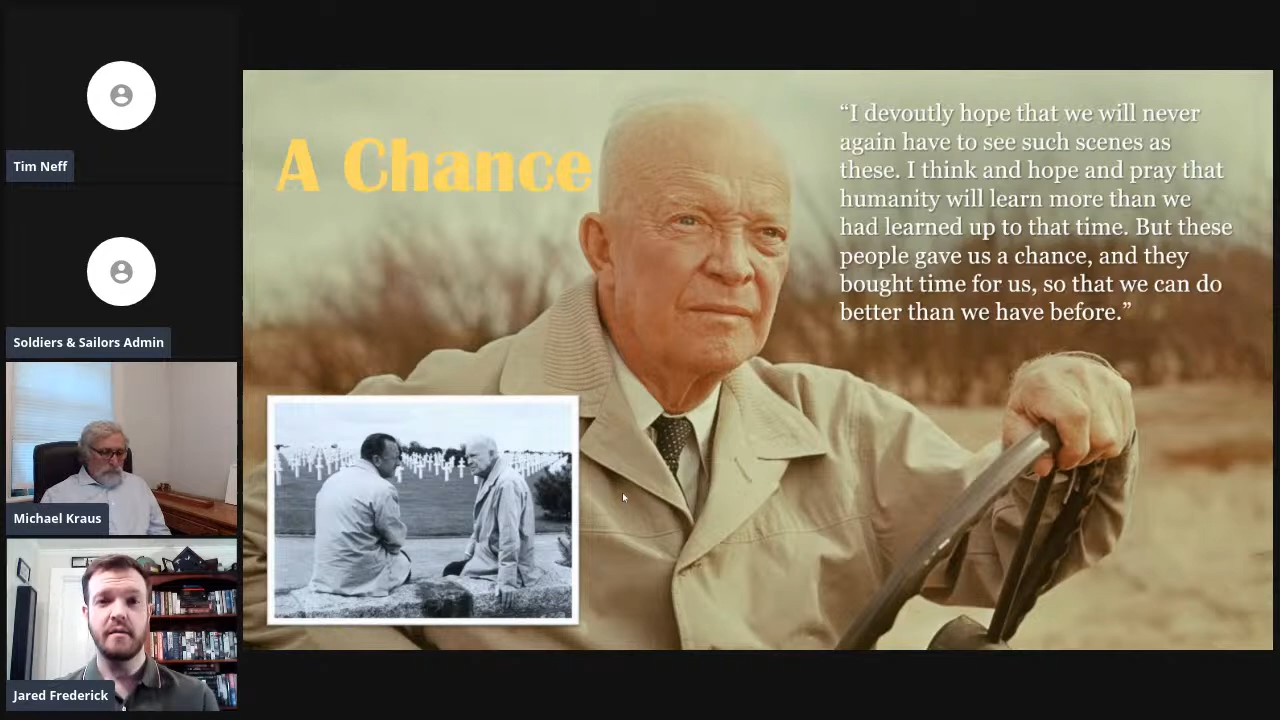 Tim Neff
Soldiers & Sailors Admin
Michael Kraus
Jared Frederick
A Chance
“I devoutly hope that we will never
again have to see such scenes as
these. I think and hope and pray that
humanity will learn more than we
had learned up to that time. But these
people gave us a chance, and they
bought time for us, so that we can do
better than we have before.”